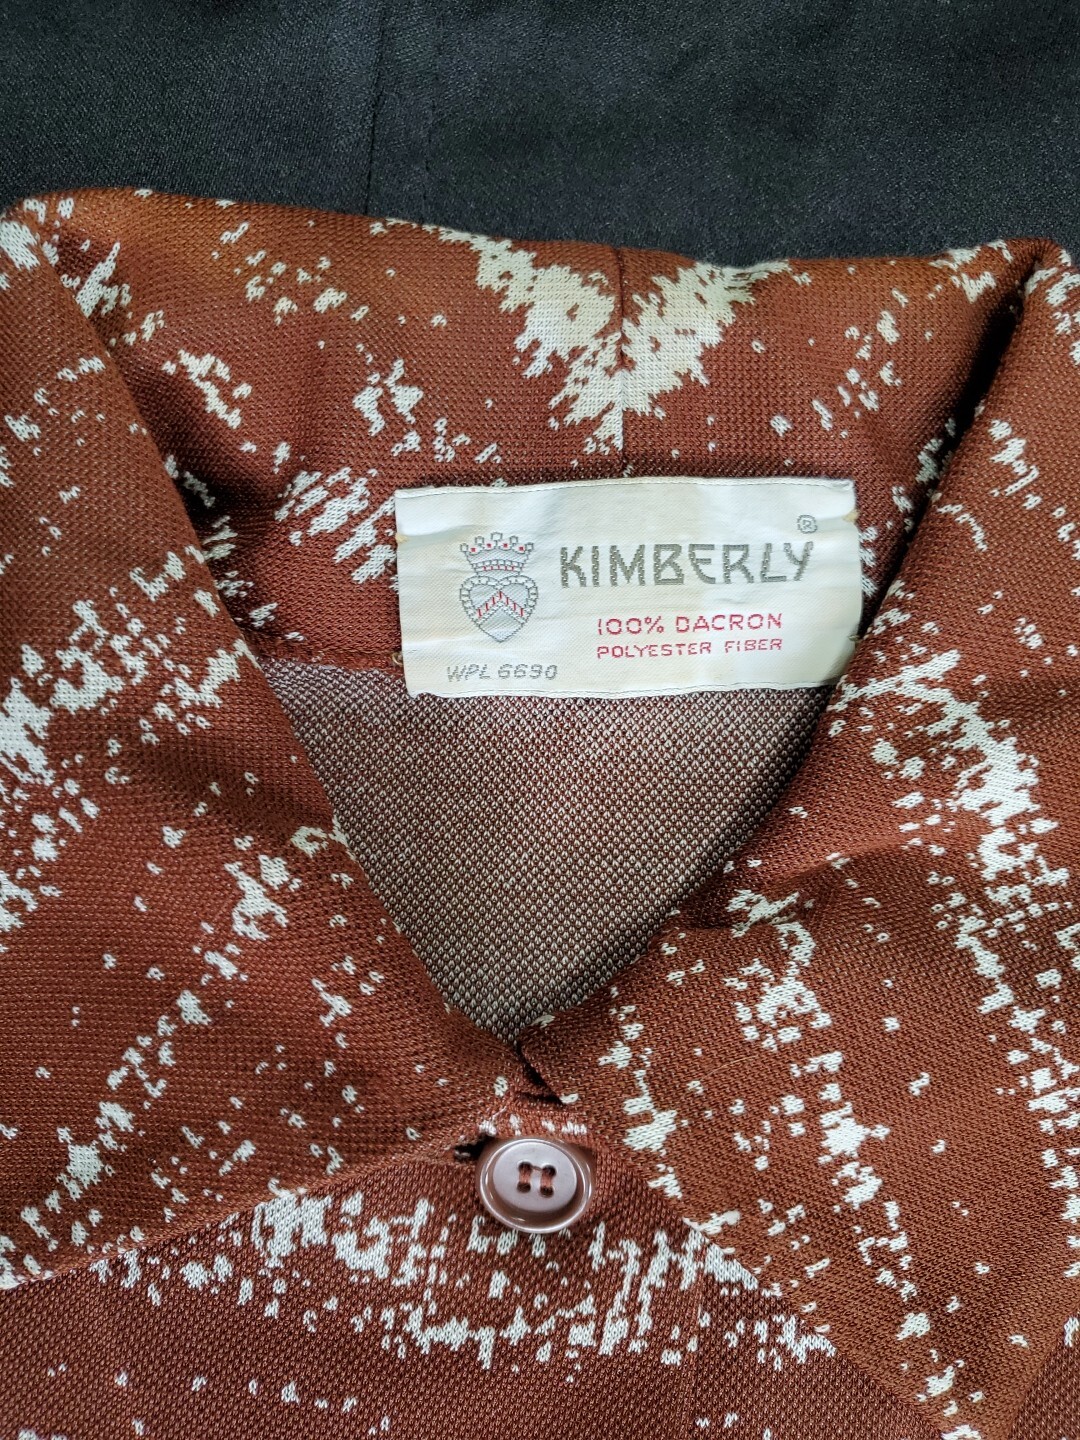 KIMBERLY®
100% DACRON
POLYESTER FIBER
WPL 6690